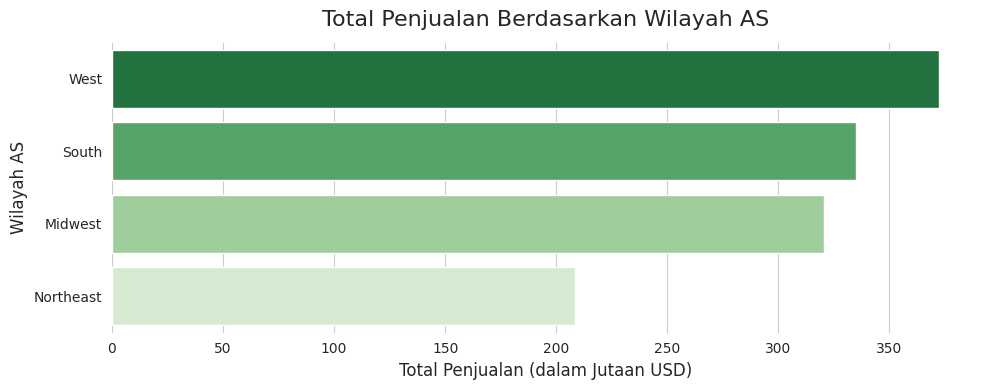 Total Penjualan Berdasarkan Wilayah AS
Wilayah AS
West
South
Midwest
Northeast
0 50 100 150 200 250 300 350
Total Penjualan (dalam Jutaan USD)